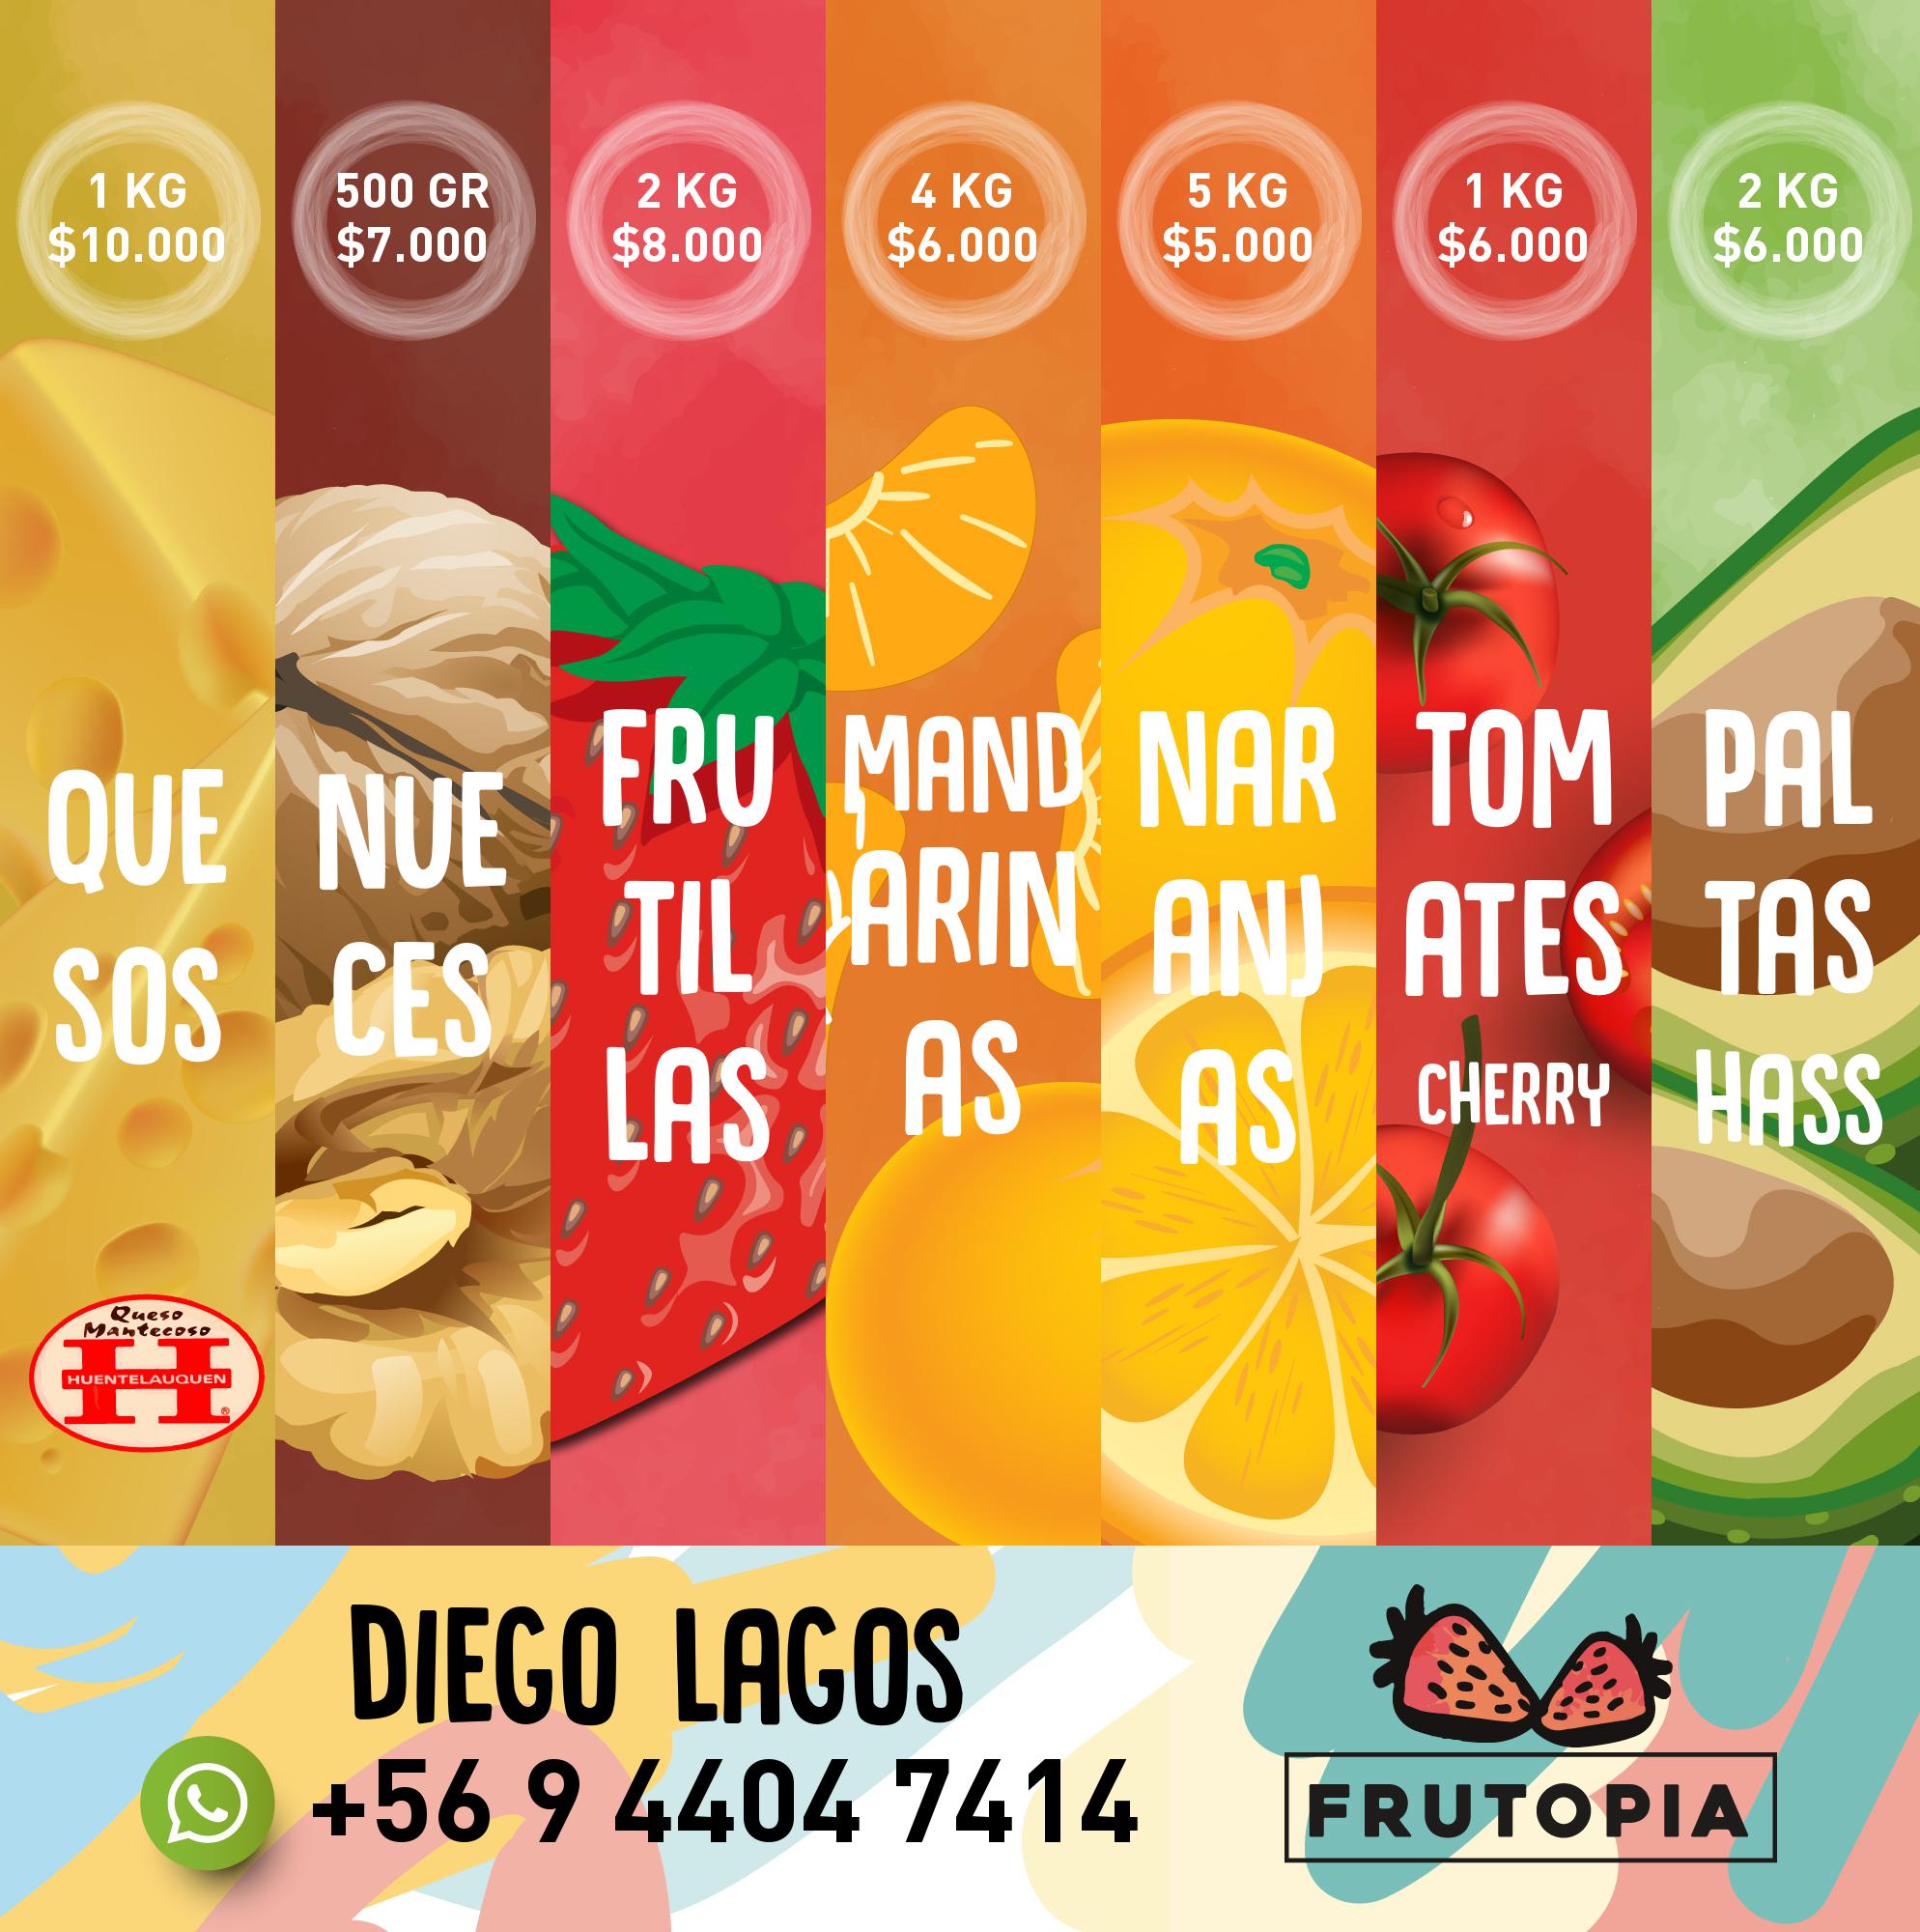 1 KG
$10.000
QUE
SOS
Queso
Mantecoso
HUENTELAUQUEN
H
®
500 GR
$7.000
NUE
CES
2 KG
$8.000
FRU
TIL
LAS
4 KG
$6.000
MAND
ARIN
AS
5 KG
$5.000
NAR
ANJ
AS
1 KG
$6.000
TOM
ATES
CHERRY
2 KG
$6.000
PAL
TAS
HASS
DIEGO LAGOS
+56 9 4404 7414
FRUTOPIA